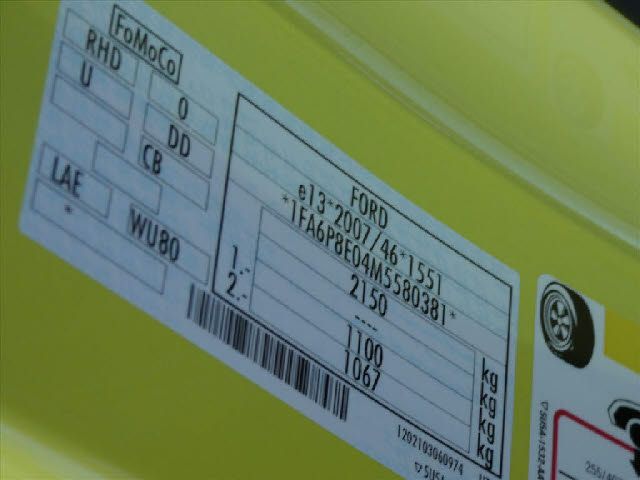 FoMoCo
RHD
U
0
DD
CB
LAE
*
WU80
FORD
e13*2007/46*1551
*1FA6P8E04M5580381*
2150 kg
---- kg
1.- 1100 kg
2.- 1067 kg
1202103060974